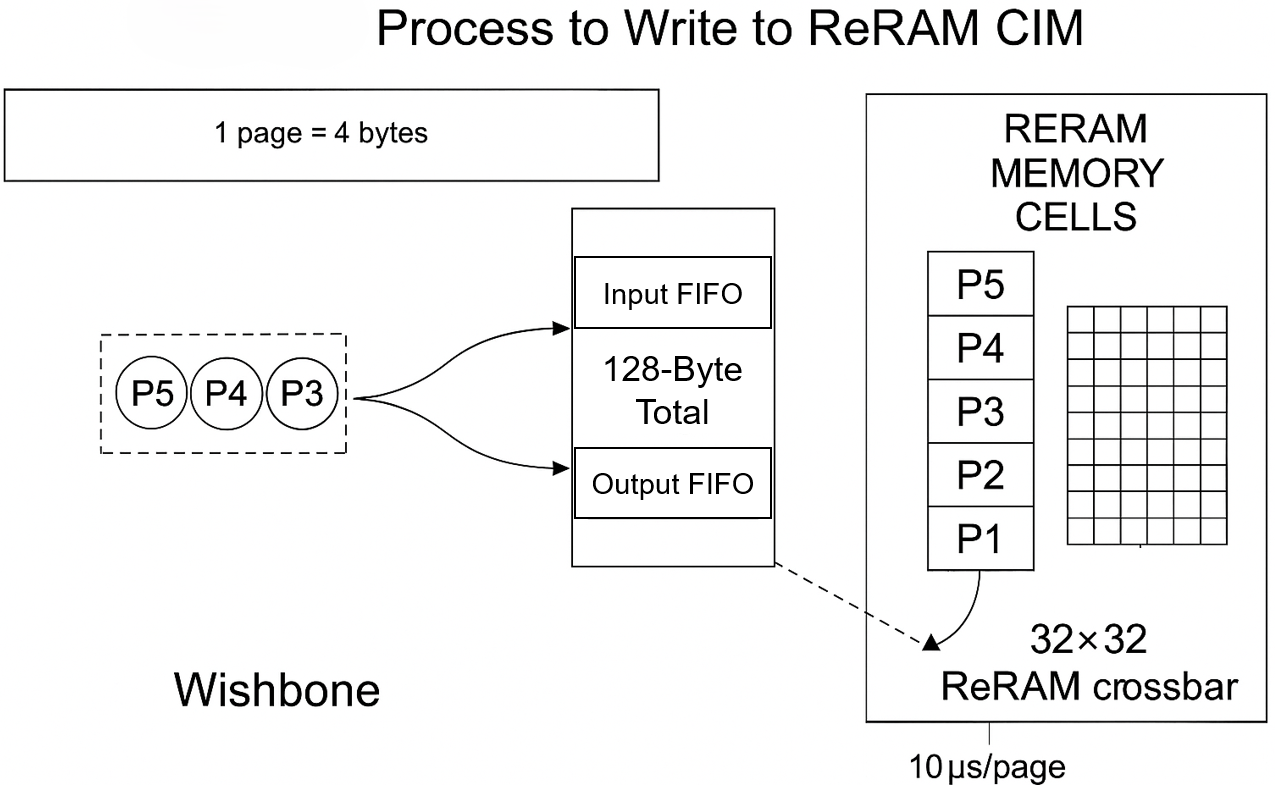 Process to Write to ReRAM CIM
1 page = 4 bytes
RERAM
MEMORY
CELLS
Input FIFO
128-Byte
Total
Output FIFO
P5 P4 P3
P5
P4
P3
P2
P1
32×32
ReRAM crossbar
Wishbone
10 µs/page